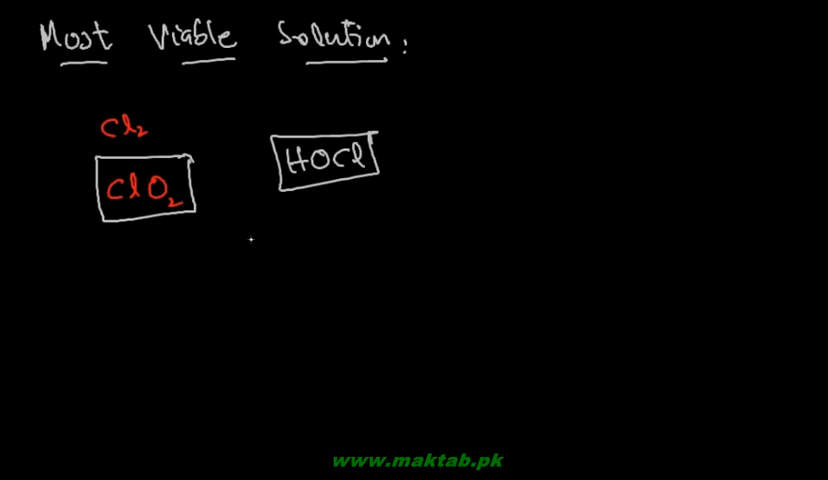 Most Viable Solution:
Cl₂
HOCl
ClO₂
www.maktab.pk